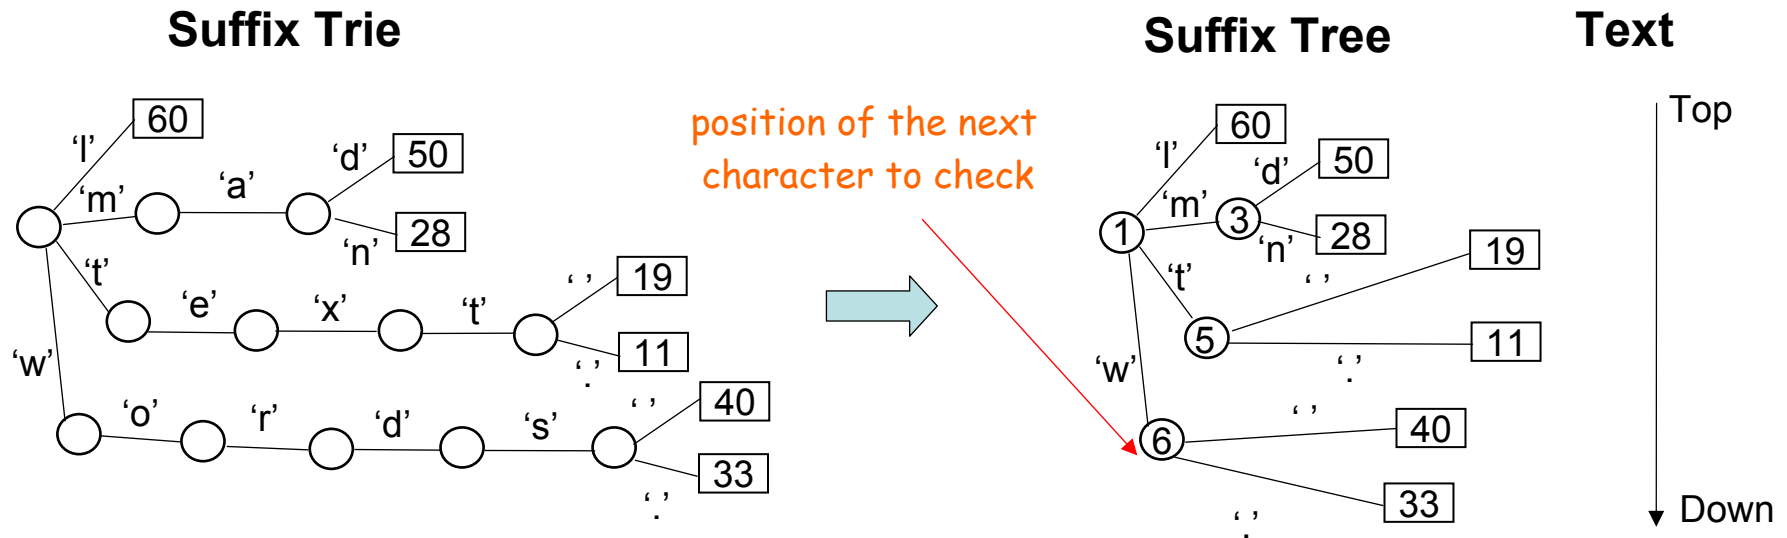 Suffix Trie
‘l’
60
‘m’
‘a’
‘d’
50
‘n’
28
‘t’
‘e’
‘x’
‘t’
‘ ’
19
‘.’
11
‘w’
‘o’
‘r’
‘d’
‘s’
‘ ’
40
‘.’
33
position of the next
character to check
Suffix Tree
‘l’
60
1
‘m’
3
‘d’
50
‘n’
28
‘t’
5
‘ ’
19
‘.’
11
‘w’
6
‘ ’
40
‘.’
33
Text
Top
Down